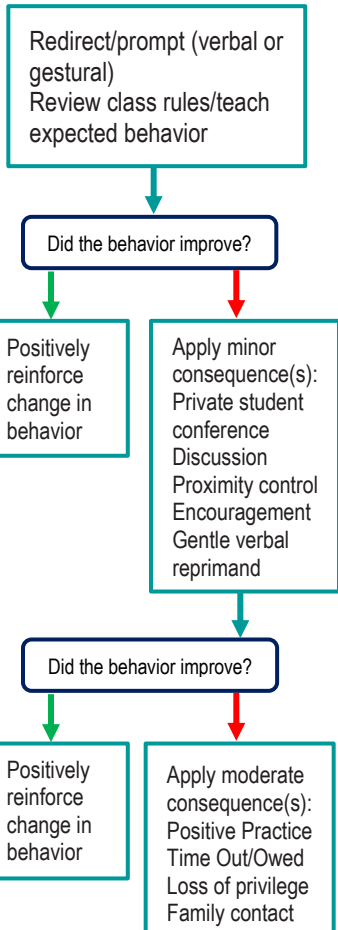 Redirect/prompt (verbal or
gestural)
Review class rules/teach
expected behavior
Did the behavior improve?
Positively
reinforce
change in
behavior
Apply minor
consequence(s):
Private student
conference
Discussion
Proximity control
Encouragement
Gentle verbal
reprimand
Did the behavior improve?
Positively
reinforce
change in
behavior
Apply moderate
consequence(s):
Positive Practice
Time Out/Owed
Loss of privilege
Family contact